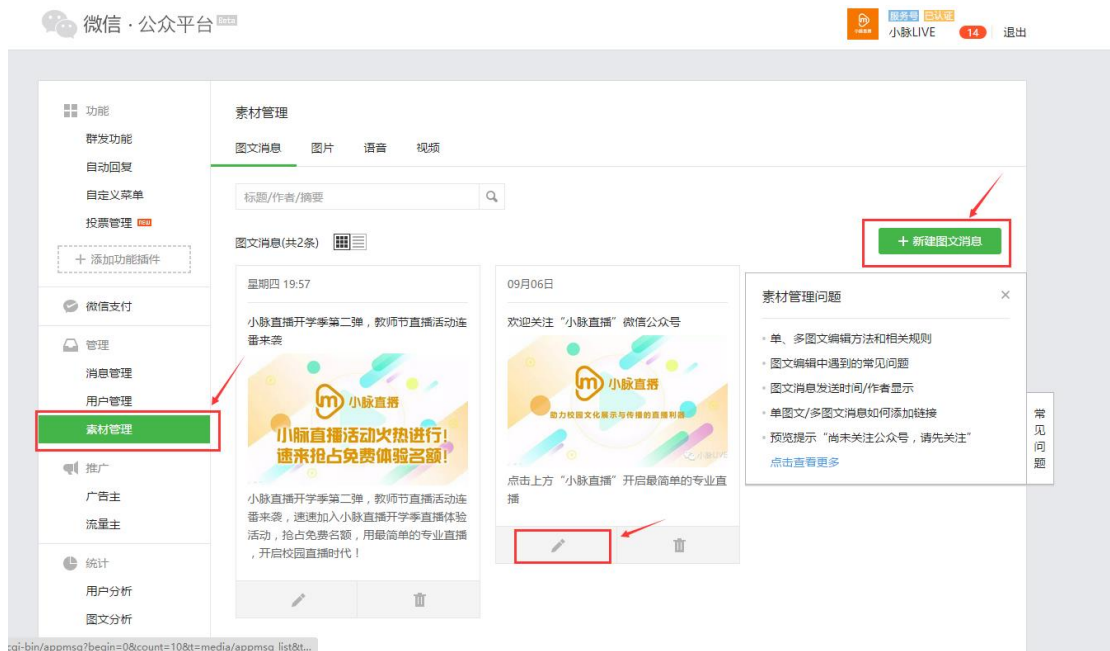 微信·公众平台 Beta
服务号 已认证
小脉LIVE 14 退出
功能
群发功能
自动回复
自定义菜单
投票管理 new
+ 添加功能插件
微信支付
管理
消息管理
用户管理
素材管理
推广
广告主
流量主
统计
用户分析
图文分析
素材管理
图文消息 图片 语音 视频
标题/作者/摘要
图文消息(共2条)
+ 新建图文消息
星期四 19:57
小脉直播开学季第二弹，教师节直播活动连
番来袭
小脉直播
小脉直播活动火热进行!
速来抢占免费体验名额!
小脉直播开学季第二弹，教师节直播活动连
番来袭，速速加入小脉直播开学季直播体验
活动，抢占免费名额，用最简单的专业直播
，开启校园直播时代！
09月06日
欢迎关注“小脉直播”微信公众号
小脉直播
助力校园文化展示与传播的直播利器
小脉LIVE
点击上方“小脉直播”开启最简单的专业直
播
素材管理问题 ×
单、多图文编辑方法和相关规则
图文编辑中遇到的常见问题
图文消息发送时间/作者显示
单图文/多图文消息如何添加链接
预览提示“尚未关注公众号，请先关注”
点击查看更多
常
见
问
题
cgi-bin/appmsg?begin=0&count=10&t=media/appmsg_list&t...